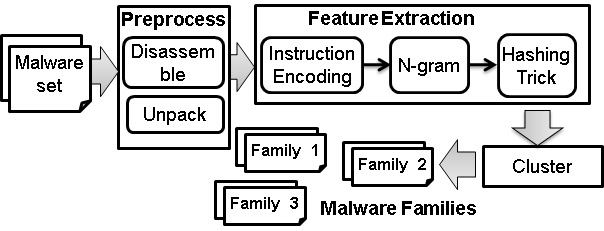 Preprocess
Feature Extraction
Malware
set
Disassem
ble
Unpack
Instruction
Encoding
N-gram
Hashing
Trick
Cluster
Family 1
Family 2
Family 3
Malware Families